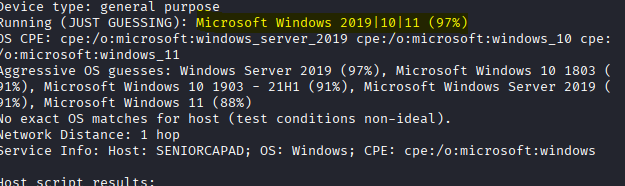 Device type: general purpose
Running (JUST GUESSING): Microsoft Windows 2019|10|11 (97%)
OS CPE: cpe:/o:microsoft:windows_server_2019 cpe:/o:microsoft:windows_10 cpe:
/o:microsoft:windows_11
Aggressive OS guesses: Windows Server 2019 (97%), Microsoft Windows 10 1803 (
91%), Microsoft Windows 10 1903 - 21H1 (91%), Microsoft Windows Server 2019 (
91%), Microsoft Windows 11 (88%)
No exact OS matches for host (test conditions non-ideal).
Network Distance: 1 hop
Service Info: Host: SENIORCAPAD; OS: Windows; CPE: cpe:/o:microsoft:windows
Host script results: